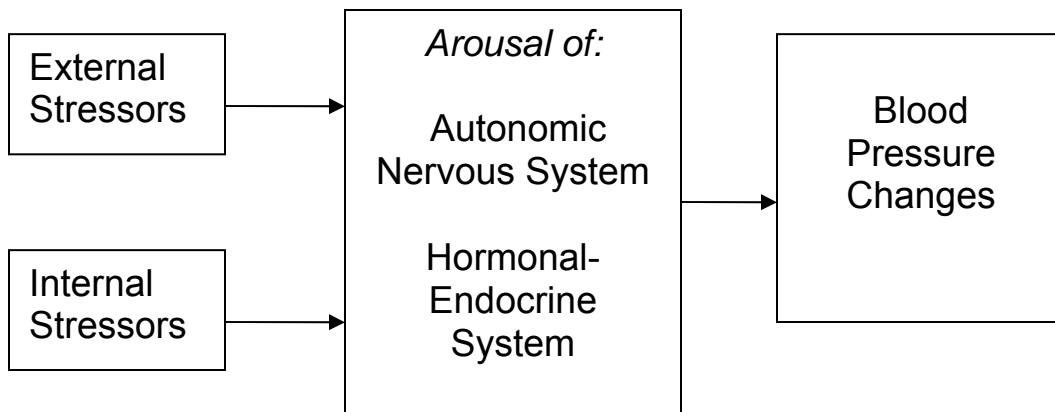 External
Stressors
Internal
Stressors
Arousal of:
Autonomic
Nervous System
Hormonal-
Endocrine
System
Blood
Pressure
Changes